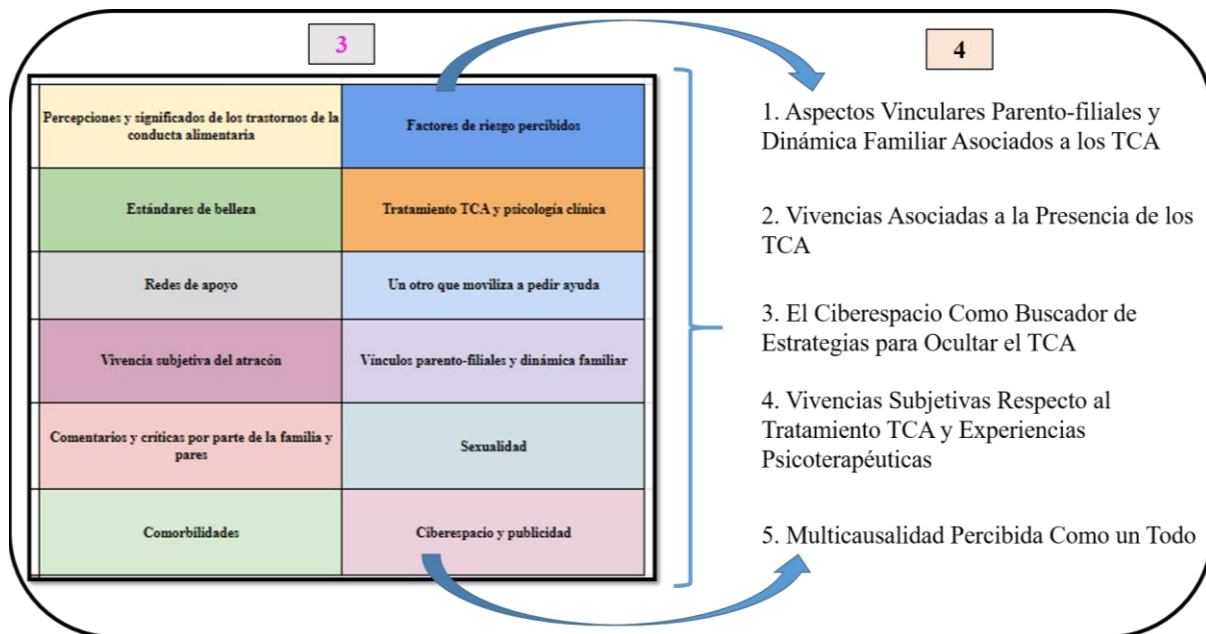 3
Percepciones y significados de los trastornos de la
conducta alimentaria
Factores de riesgo percibidos
Estándares de belleza
Tratamiento TCA y psicología clínica
Redes de apoyo
Un otro que moviliza a pedir ayuda
Vivencia subjetiva del atracón
Vínculos parento-filiales y dinámica familiar
Comentarios y críticas por parte de la familia y
pares
Sexualidad
Comorbilidades
Ciberespacio y publicidad
4
1. Aspectos Vinculares Parento-filiales y
Dinámica Familiar Asociados a los TCA
2. Vivencias Asociadas a la Presencia de los
TCA
3. El Ciberespacio Como Buscador de
Estrategias para Ocultar el TCA
4. Vivencias Subjetivas Respecto al
Tratamiento TCA y Experiencias
Psicoterapéuticas
5. Multicausalidad Percibida Como un Todo